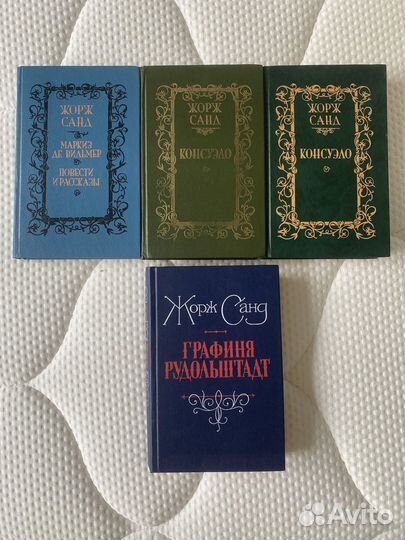 ЖОРЖ
САНД
МАРКИЗ
ДЕ ВИЛЬМЕР
ПОВЕСТИ
И РАССКАЗЫ
ЖОРЖ
САНД
КОНСУЭЛО
ЖОРЖ
САНД
КОНСУЭЛО
Жорж Санд
ГРАФИНЯ
РУДОЛЬШТАДТ
Avito